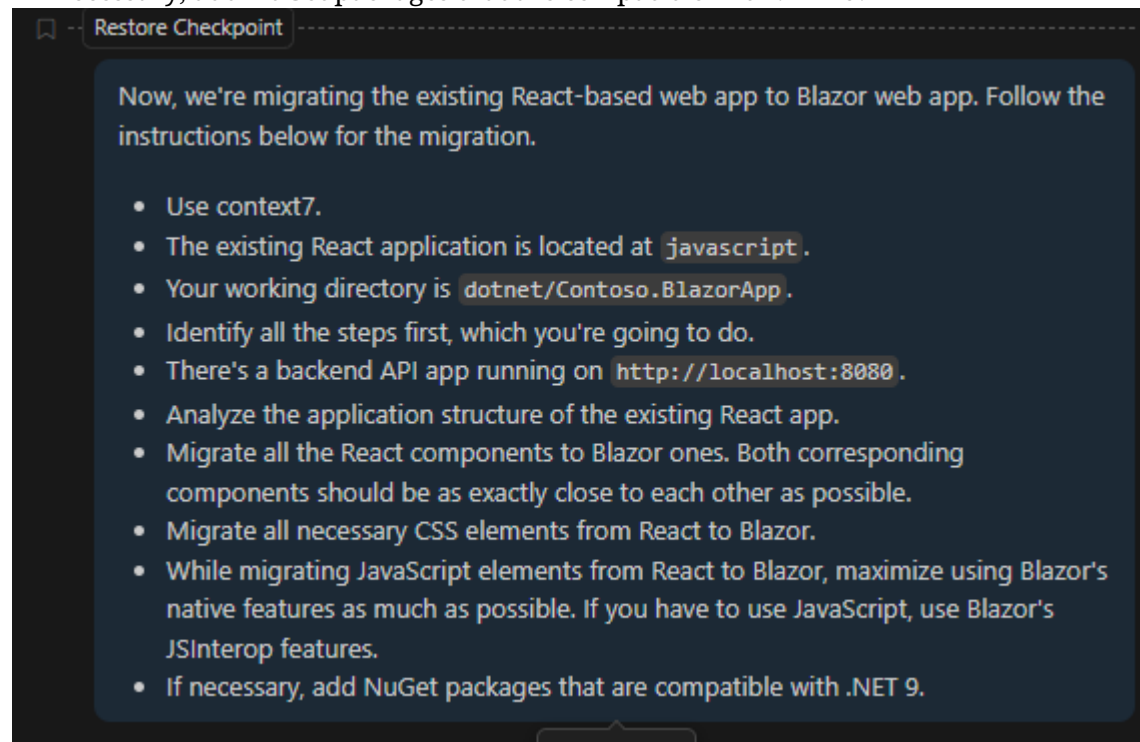 Restore Checkpoint
Now, we're migrating the existing React-based web app to Blazor web app. Follow the
instructions below for the migration.
• Use context7.
• The existing React application is located at javascript.
• Your working directory is dotnet/Contoso.BlazorApp.
• Identify all the steps first, which you're going to do.
• There's a backend API app running on http://localhost:8080.
• Analyze the application structure of the existing React app.
• Migrate all the React components to Blazor ones. Both corresponding
components should be as exactly close to each other as possible.
• Migrate all necessary CSS elements from React to Blazor.
• While migrating JavaScript elements from React to Blazor, maximize using Blazor's
native features as much as possible. If you have to use JavaScript, use Blazor's
JSInterop features.
• If necessary, add NuGet packages that are compatible with .NET 9.